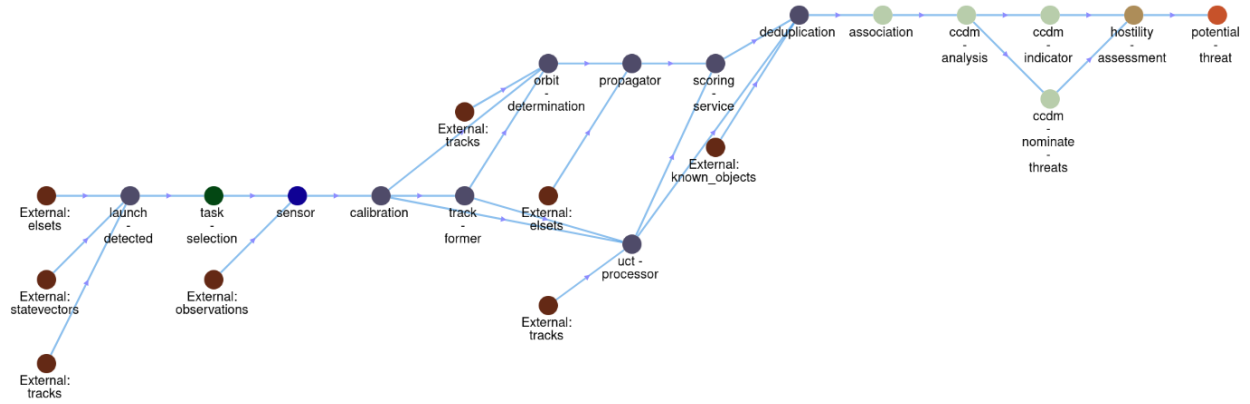 deduplication
association
ccdm
-
analysis
ccdm
-
indicator
hostility
-
assessment
potential
-
threat
orbit
-
determination
propagator
scoring
-
service
External:
tracks
ccdm
-
nominate
-
threats
External:
known_objects
External:
elsets
launch
-
detected
task
-
selection
sensor
calibration
track
-
former
External:
elsets
uct -
processor
External:
statevectors
External:
observations
External:
tracks
External:
tracks